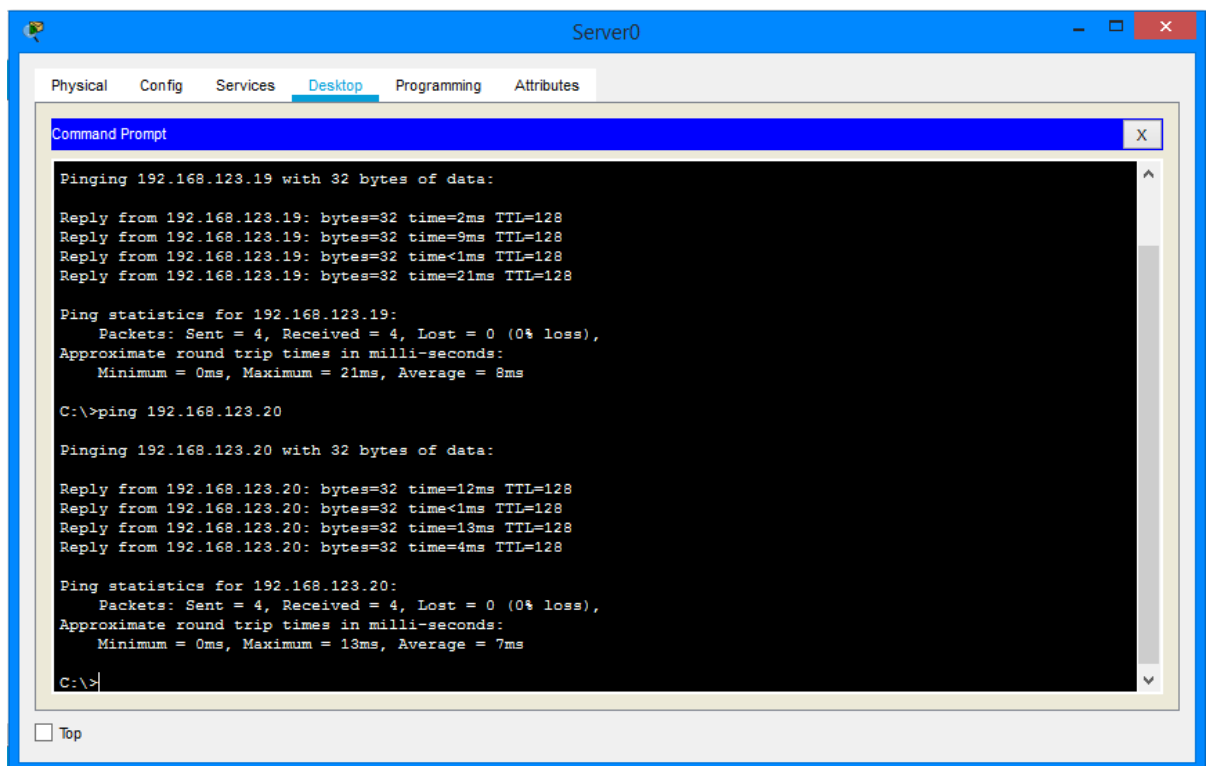 Server0
Physical Config Services Desktop Programming Attributes
Command Prompt
X
Pinging 192.168.123.19 with 32 bytes of data:
Reply from 192.168.123.19: bytes=32 time=2ms TTL=128
Reply from 192.168.123.19: bytes=32 time=9ms TTL=128
Reply from 192.168.123.19: bytes=32 time<1ms TTL=128
Reply from 192.168.123.19: bytes=32 time=21ms TTL=128
Ping statistics for 192.168.123.19:
Packets: Sent = 4, Received = 4, Lost = 0 (0% loss),
Approximate round trip times in milli-seconds:
Minimum = 0ms, Maximum = 21ms, Average = 8ms
C:\>ping 192.168.123.20
Pinging 192.168.123.20 with 32 bytes of data:
Reply from 192.168.123.20: bytes=32 time=12ms TTL=128
Reply from 192.168.123.20: bytes=32 time<1ms TTL=128
Reply from 192.168.123.20: bytes=32 time=13ms TTL=128
Reply from 192.168.123.20: bytes=32 time=4ms TTL=128
Ping statistics for 192.168.123.20:
Packets: Sent = 4, Received = 4, Lost = 0 (0% loss),
Approximate round trip times in milli-seconds:
Minimum = 0ms, Maximum = 13ms, Average = 7ms
C:\>
Top